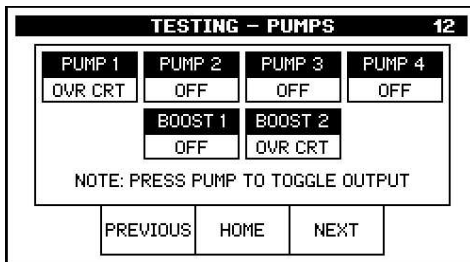 TESTING - PUMPS 12
PUMP 1 PUMP 2 PUMP 3 PUMP 4
OVR CRT OFF OFF OFF
BOOST 1 BOOST 2
OFF OVR CRT
NOTE: PRESS PUMP TO TOGGLE OUTPUT
PREVIOUS HOME NEXT